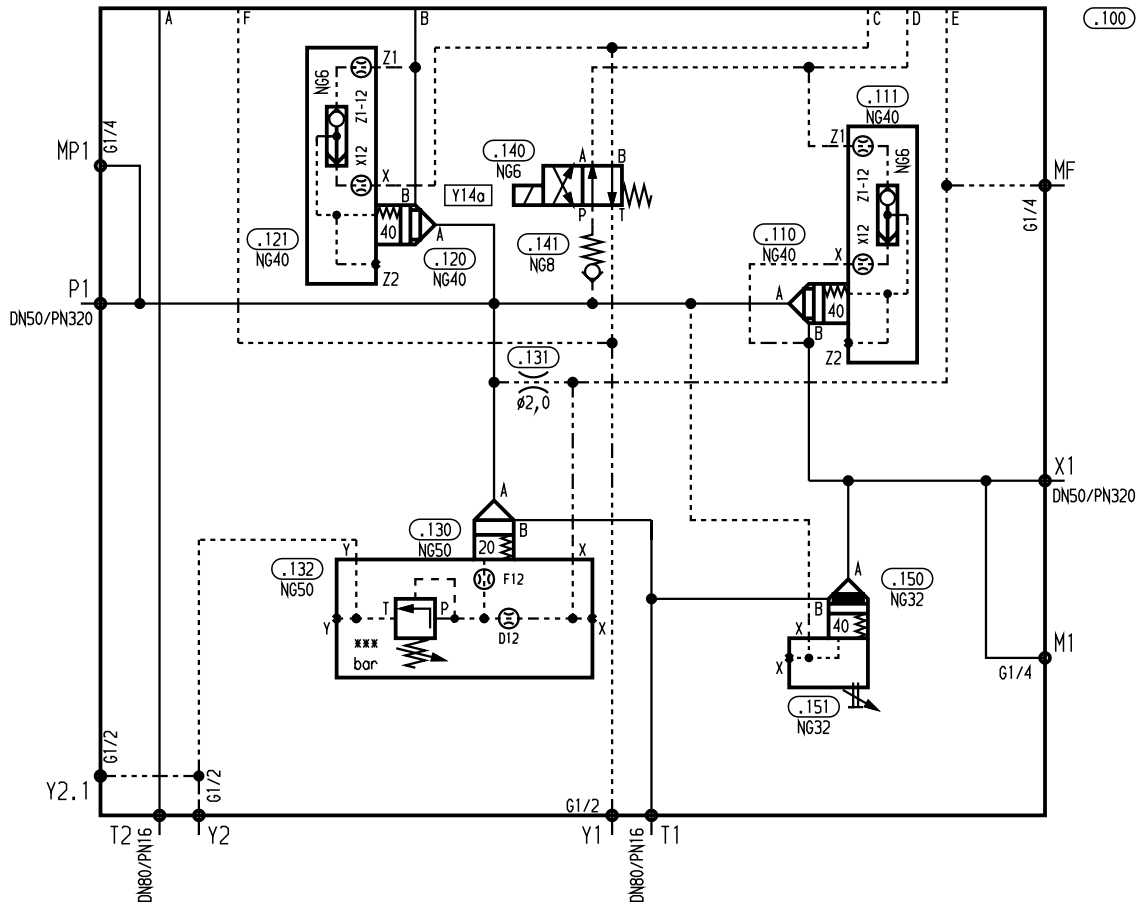 A
F
B
C
D
E
.100
Z1
NG6
Z1-12
X12
X
B
A
40
Z2
.121
NG40
.120
NG40
Y14a
.140
NG6
A
B
P
T
.141
NG8
.111
NG40
Z1
NG6
Z1-12
X12
X
.110
NG40
A
40
B
Z2
MP1
G1/4
P1
DN50/PN320
MF
G1/4
.131
ø2,0
X1
DN50/PN320
A
.130
NG50
B
20
Y
X
.132
NG50
F12
T
P
Y
X
D12
***
bar
A
.150
NG32
B
40
X
X
.151
NG32
M1
G1/4
G1/2
Y2.1
G1/2
G1/2
T2
DN80/PN16
Y2
Y1
DN80/PN16
T1